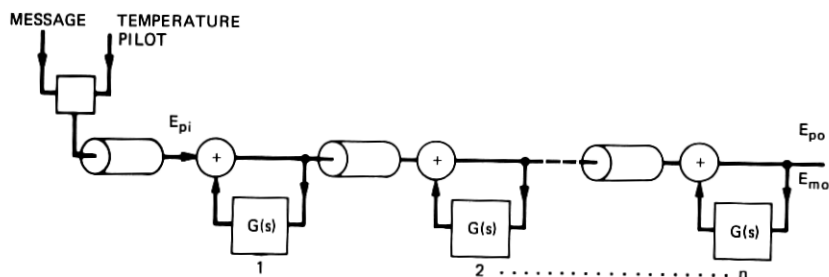 MESSAGE TEMPERATURE
PILOT
E_pi
E_po
E_mo
G(s) G(s) G(s)
1 2 . . . . . . . . . . . . . . . . n
+ + +